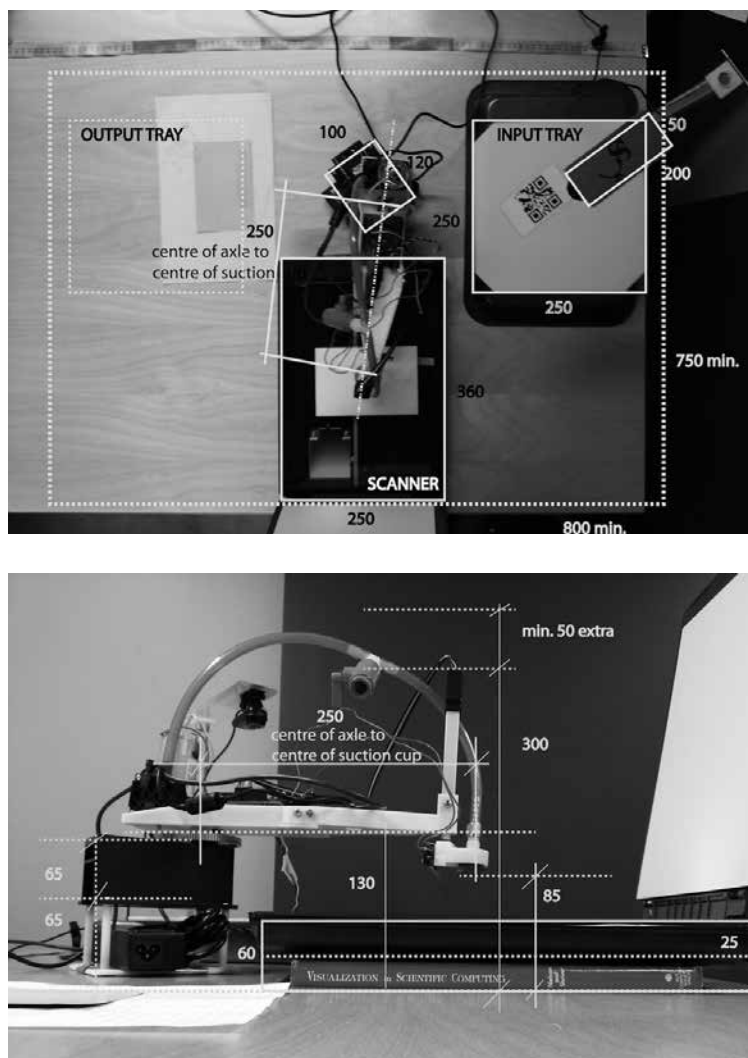 OUTPUT TRAY
100
INPUT TRAY
50
120
200
250
250
centre of axle to
centre of suction
250
750 min.
360
SCANNER
250
800 min.
min. 50 extra
250
centre of axle to
centre of suction cup
300
65
130
85
65
60
25
VISUALIZATION IN SCIENTIFIC COMPUTING